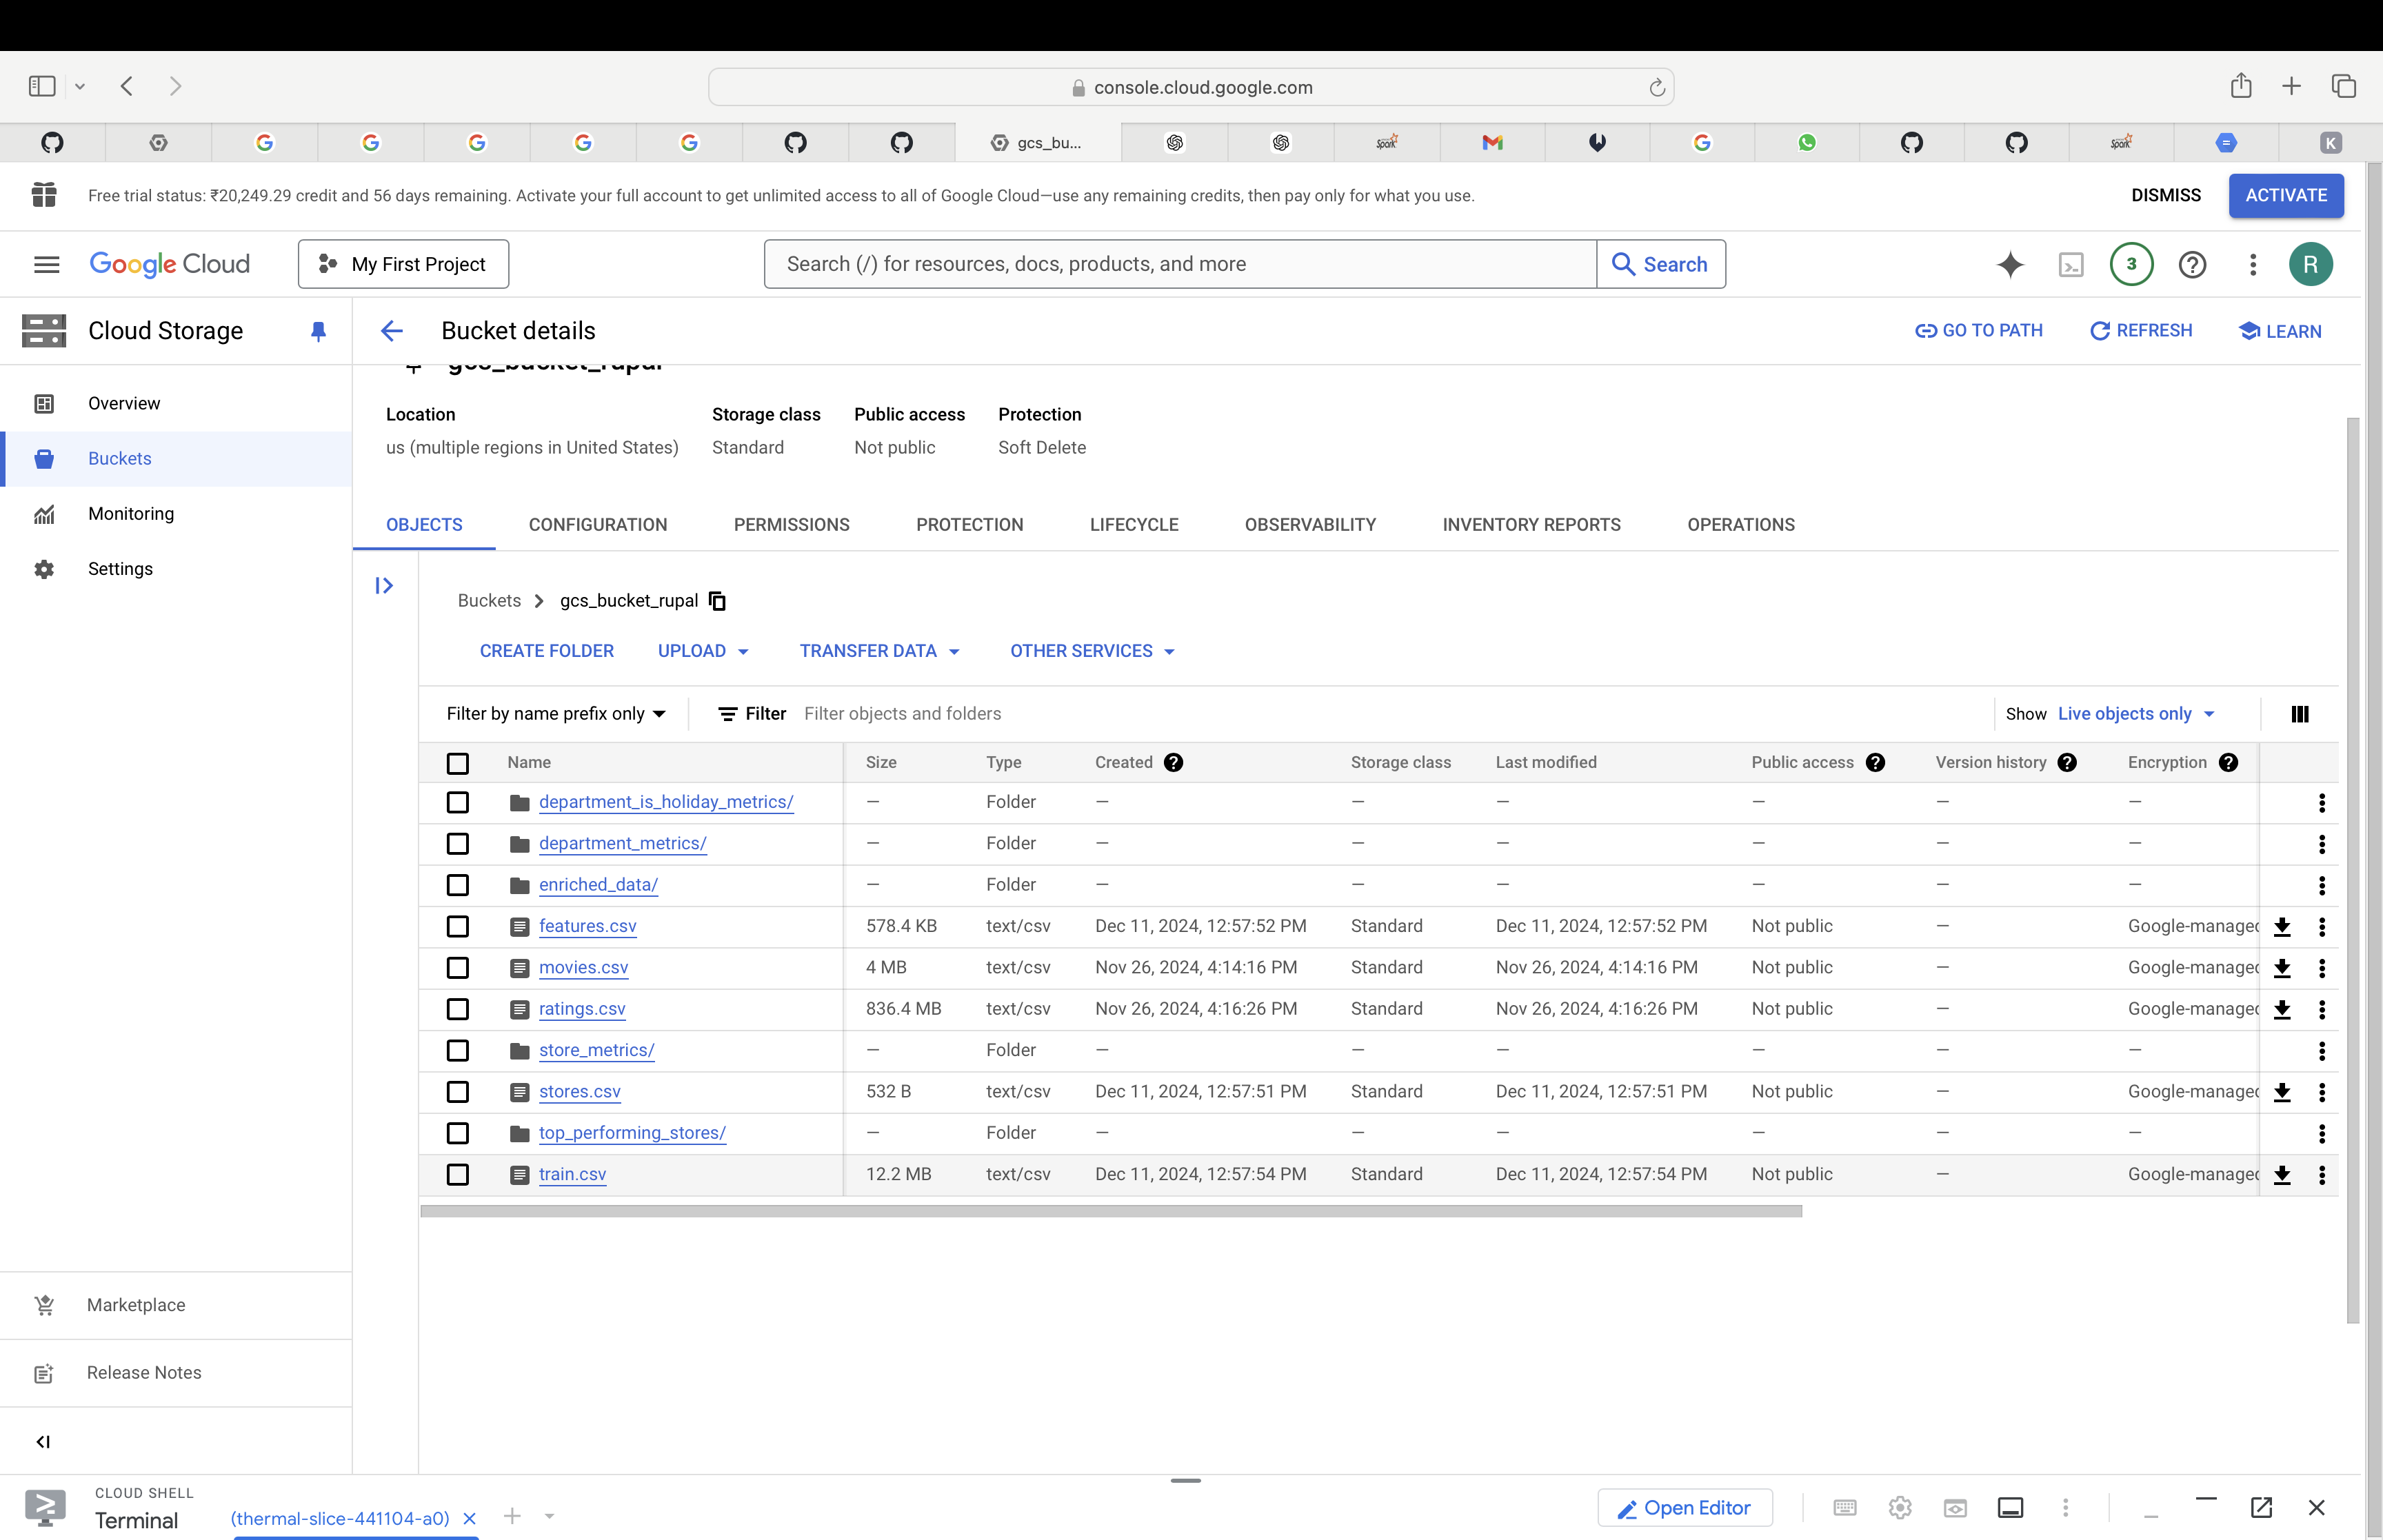 console.cloud.google.com
gcs_bu...
Free trial status: ₹20,249.29 credit and 56 days remaining. Activate your full account to get unlimited access to all of Google Cloud—use any remaining credits, then pay only for what you use.
DISMISS
ACTIVATE
Google Cloud
My First Project
Search (/) for resources, docs, products, and more
Search
3
R
Cloud Storage
Bucket details
GO TO PATH
REFRESH
LEARN
gcs_bucket_rupal
Overview
Buckets
Monitoring
Settings
Location Storage class Public access Protection
us (multiple regions in United States) Standard Not public Soft Delete
OBJECTS CONFIGURATION PERMISSIONS PROTECTION LIFECYCLE OBSERVABILITY INVENTORY REPORTS OPERATIONS
Buckets > gcs_bucket_rupal
CREATE FOLDER UPLOAD TRANSFER DATA OTHER SERVICES
Filter by name prefix only Filter Filter objects and folders Show Live objects only
Name Size Type Created Storage class Last modified Public access Version history Encryption
department_is_holiday_metrics/ — Folder — — — — — —
department_metrics/ — Folder — — — — — —
enriched_data/ — Folder — — — — — —
features.csv 578.4 KB text/csv Dec 11, 2024, 12:57:52 PM Standard Dec 11, 2024, 12:57:52 PM Not public — Google-managed
movies.csv 4 MB text/csv Nov 26, 2024, 4:14:16 PM Standard Nov 26, 2024, 4:14:16 PM Not public — Google-managed
ratings.csv 836.4 MB text/csv Nov 26, 2024, 4:16:26 PM Standard Nov 26, 2024, 4:16:26 PM Not public — Google-managed
store_metrics/ — Folder — — — — — —
stores.csv 532 B text/csv Dec 11, 2024, 12:57:51 PM Standard Dec 11, 2024, 12:57:51 PM Not public — Google-managed
top_performing_stores/ — Folder — — — — — —
train.csv 12.2 MB text/csv Dec 11, 2024, 12:57:54 PM Standard Dec 11, 2024, 12:57:54 PM Not public — Google-managed
Marketplace
Release Notes
CLOUD SHELL
Terminal
(thermal-slice-441104-a0)
Open Editor